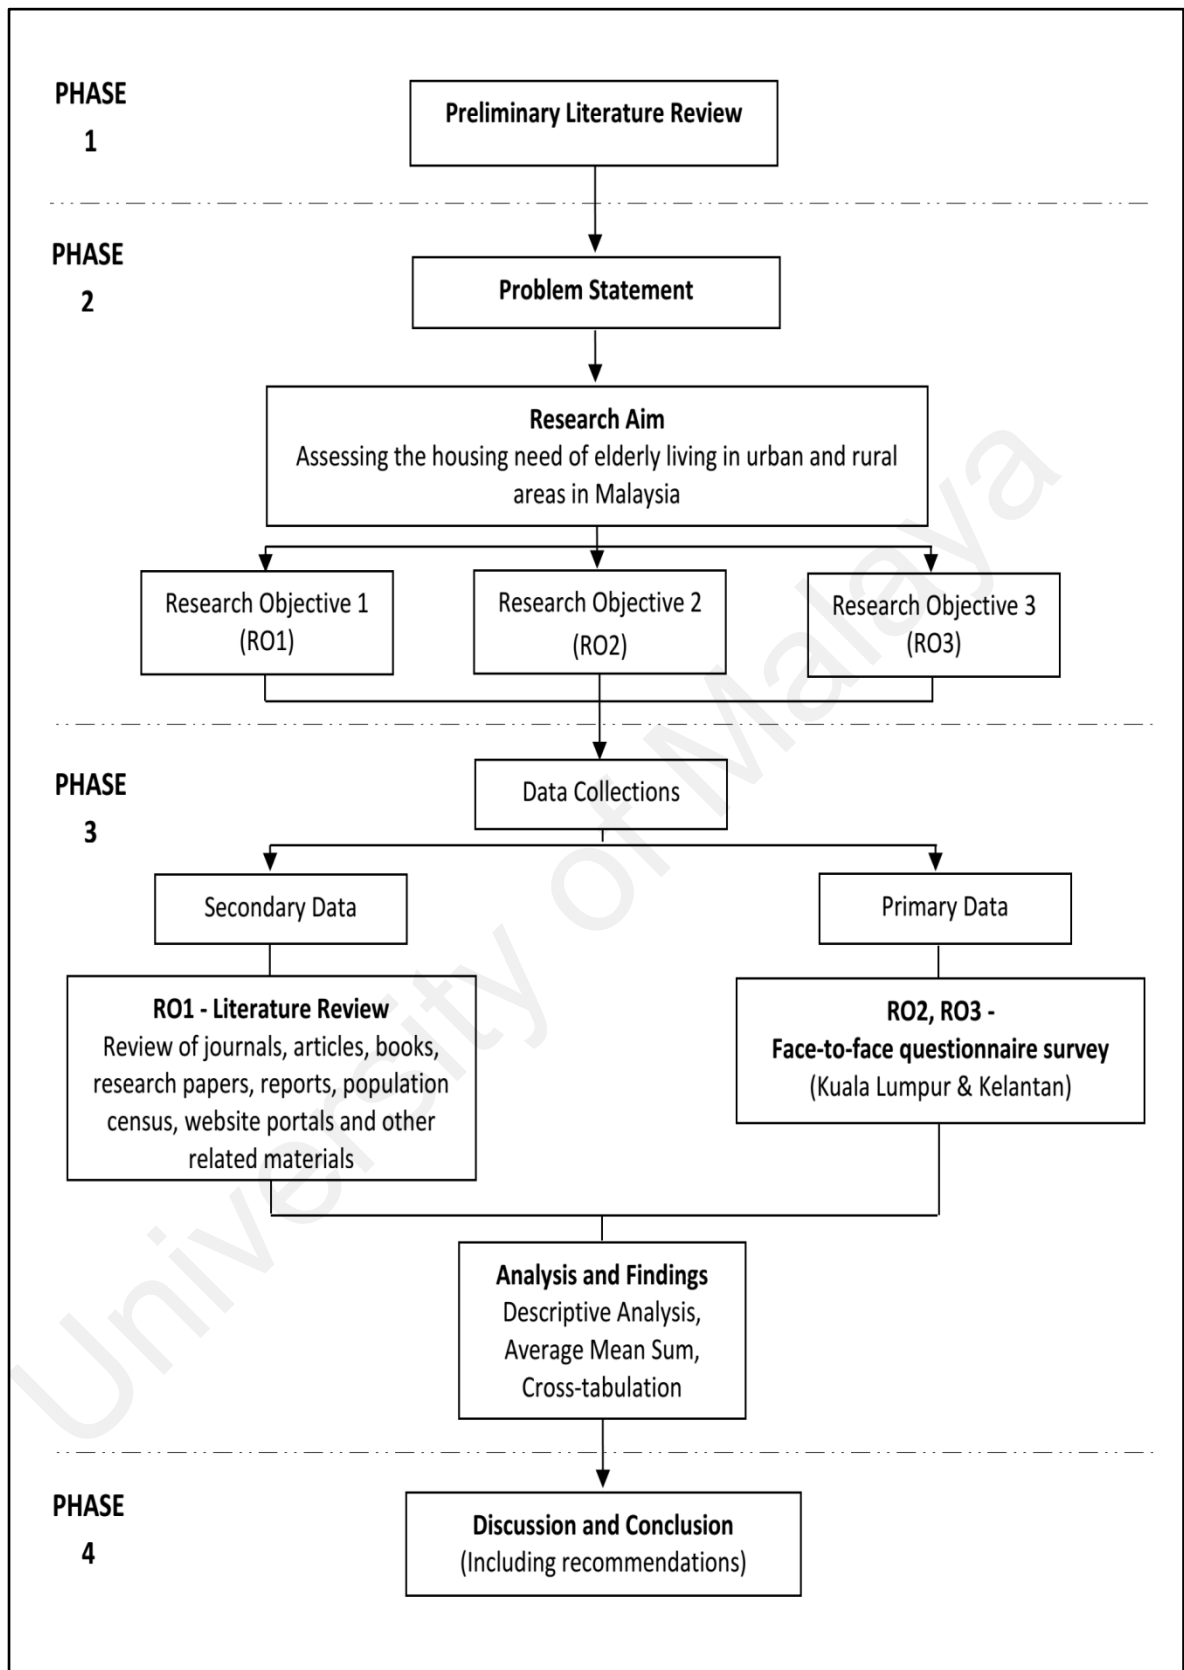 PHASE
1
Preliminary Literature Review
PHASE
2
Problem Statement
Research Aim
Assessing the housing need of elderly living in urban and rural
areas in Malaysia
Research Objective 1
(RO1)
Research Objective 2
(RO2)
Research Objective 3
(RO3)
PHASE
3
Data Collections
Secondary Data
Primary Data
RO1 - Literature Review
Review of journals, articles, books,
research papers, reports, population
census, website portals and other
related materials
RO2, RO3 -
Face-to-face questionnaire survey
(Kuala Lumpur & Kelantan)
Analysis and Findings
Descriptive Analysis,
Average Mean Sum,
Cross-tabulation
PHASE
4
Discussion and Conclusion
(Including recommendations)
University of Malaya